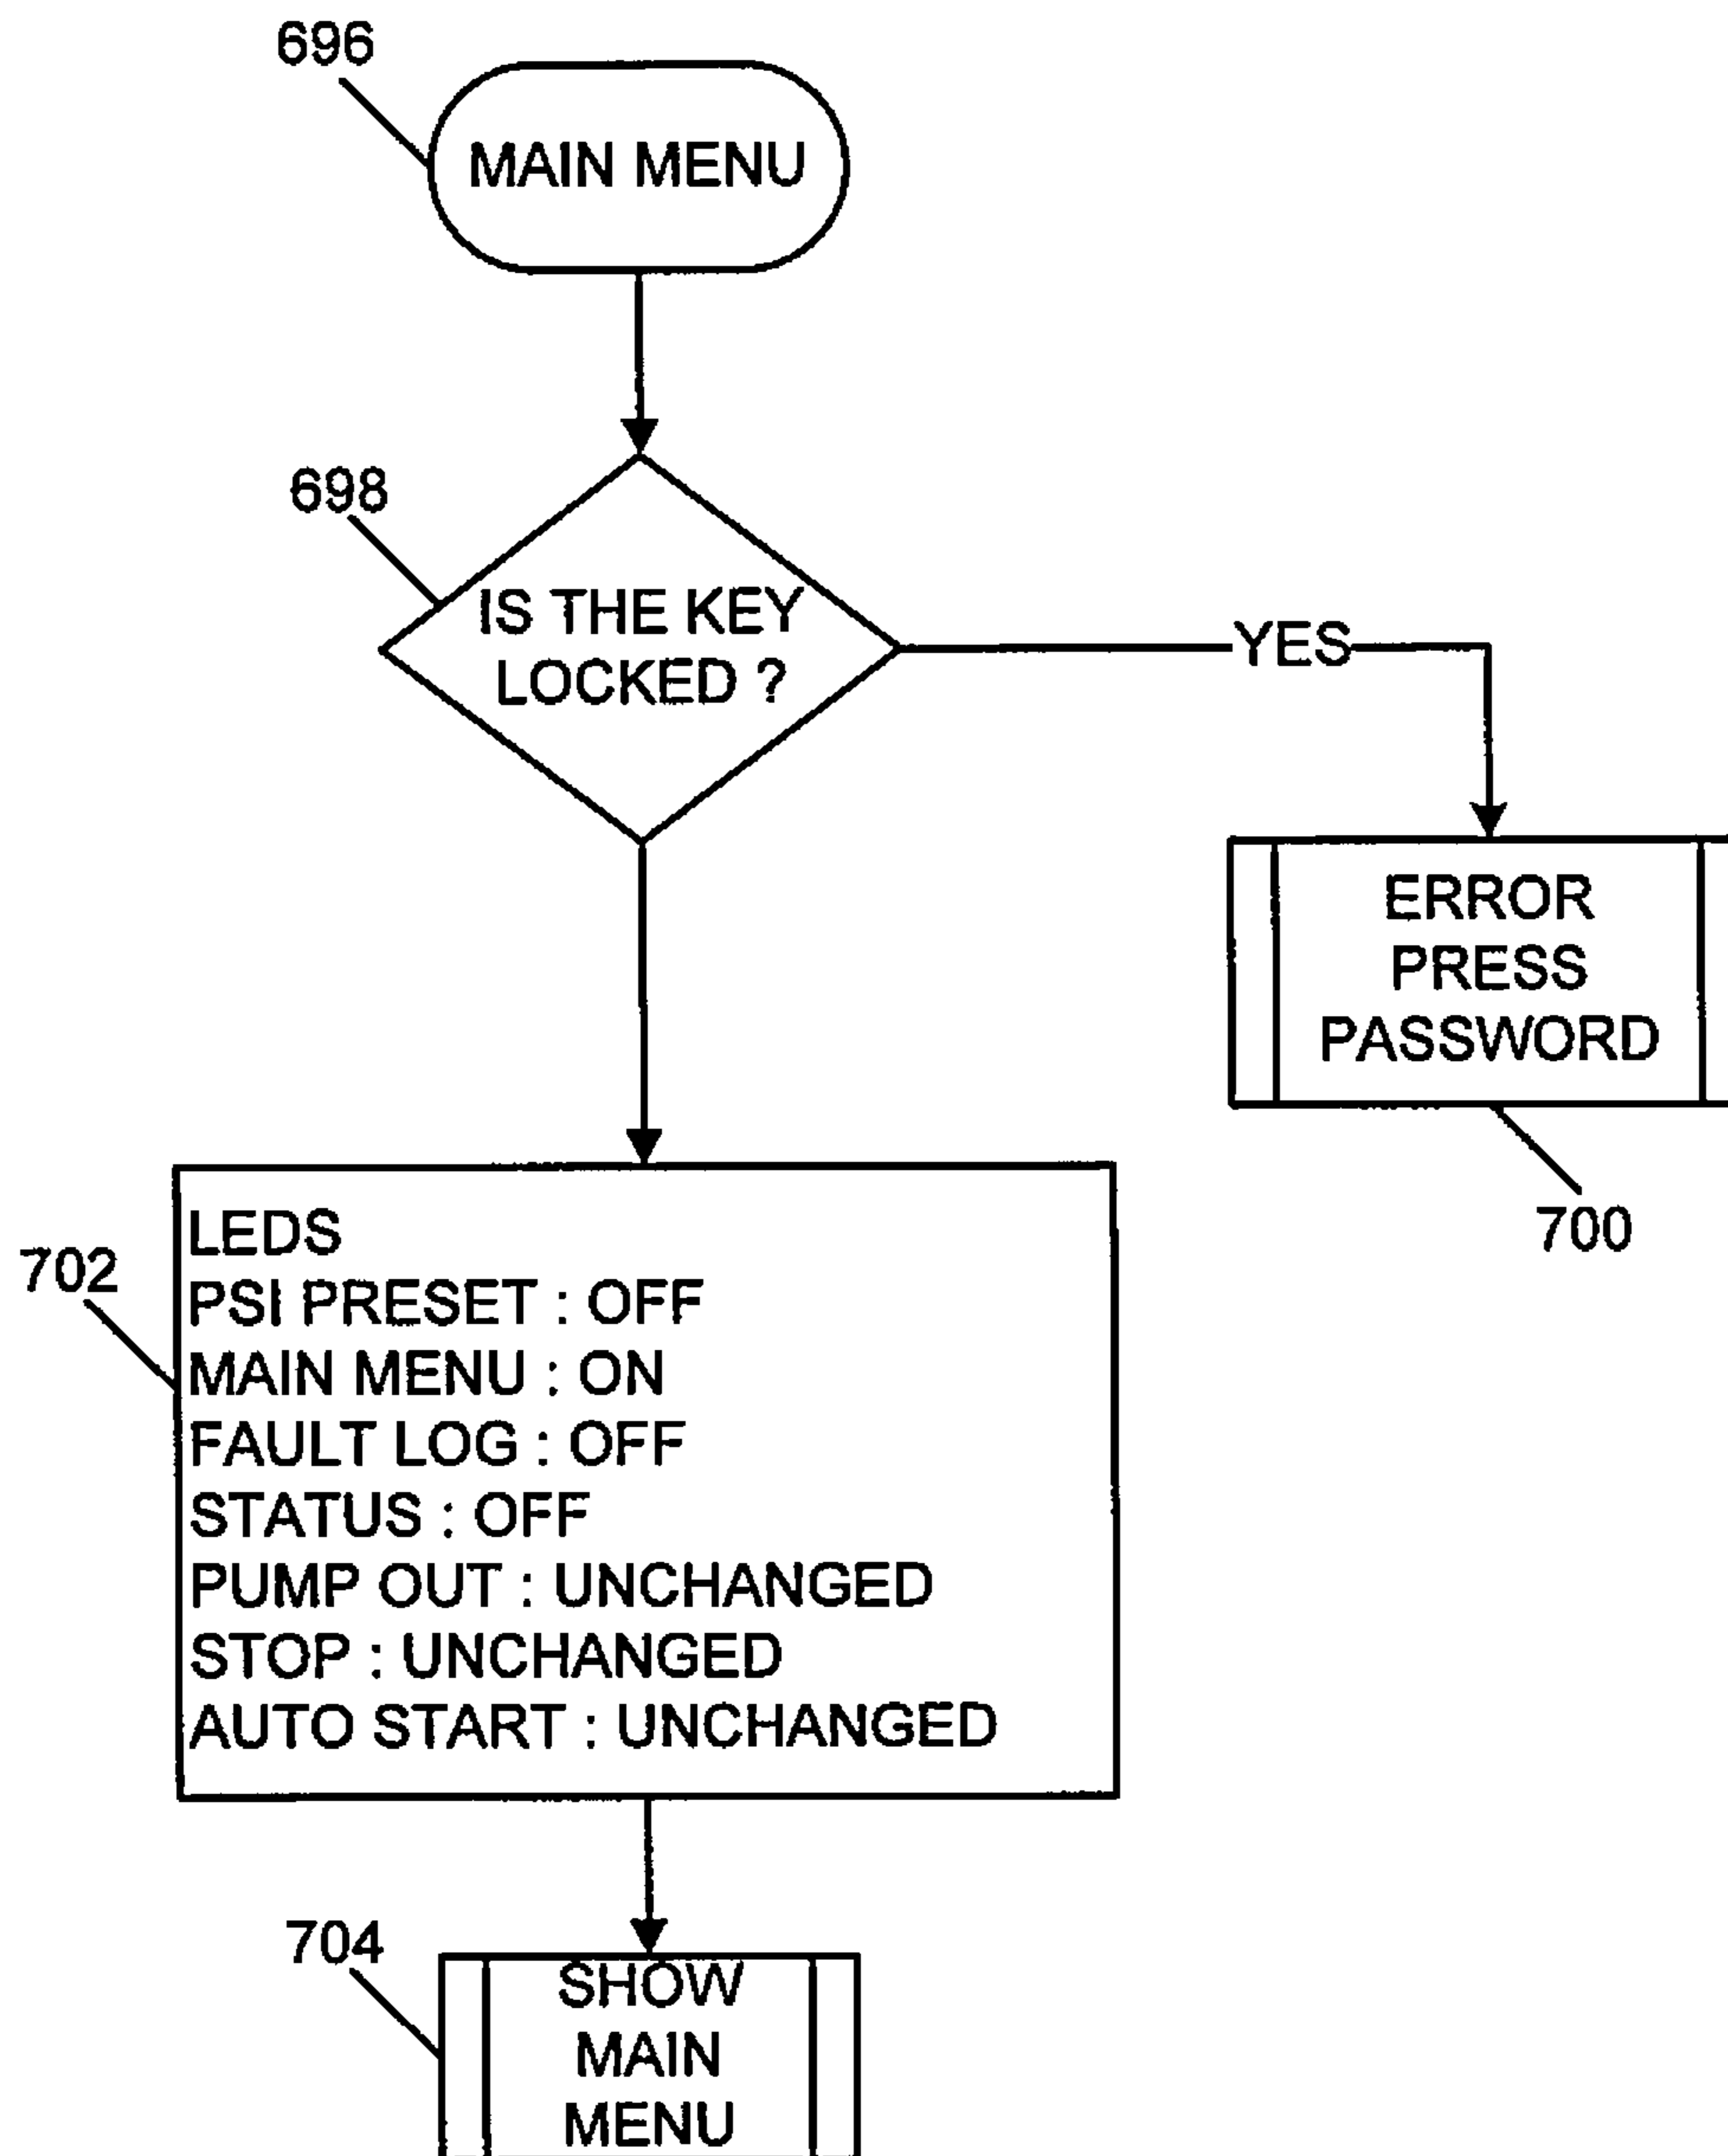 696
MAIN MENU
698
IS THE KEY
LOCKED ?
YES
ERROR
PRESS
PASSWORD
700
702
LEDS
PSI PRESET : OFF
MAIN MENU : ON
FAULT LOG : OFF
STATUS : OFF
PUMP OUT : UNCHANGED
STOP : UNCHANGED
AUTO START : UNCHANGED
704
SHOW
MAIN
MENU